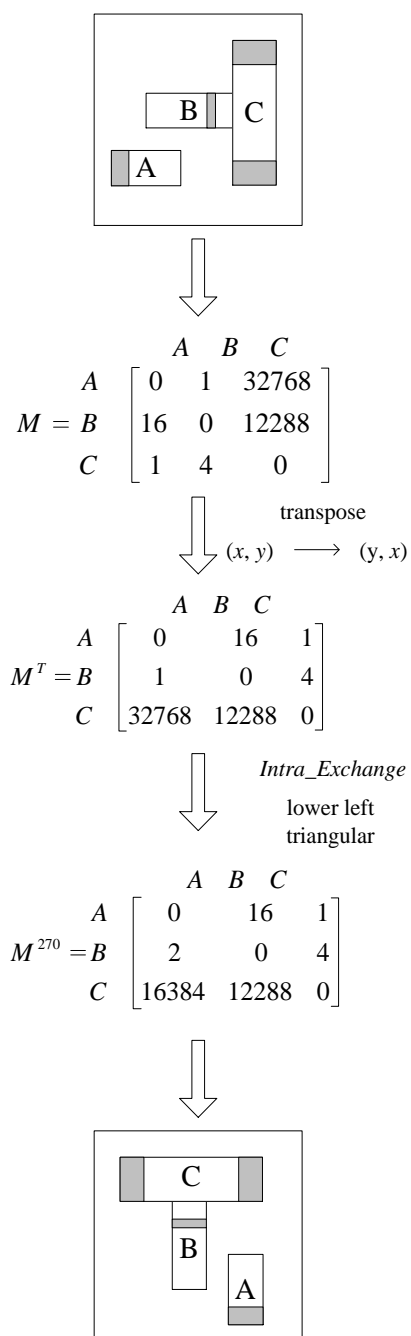 B C
A
A B C
A 0 1 32768
M = B 16 0 12288
C 1 4 0
transpose
(x, y) ⟶ (y, x)
A B C
A 0 16 1
M^T = B 1 0 4
C 32768 12288 0
Intra_Exchange
lower left
triangular
A B C
A 0 16 1
M^270 = B 2 0 4
C 16384 12288 0
C
B
A